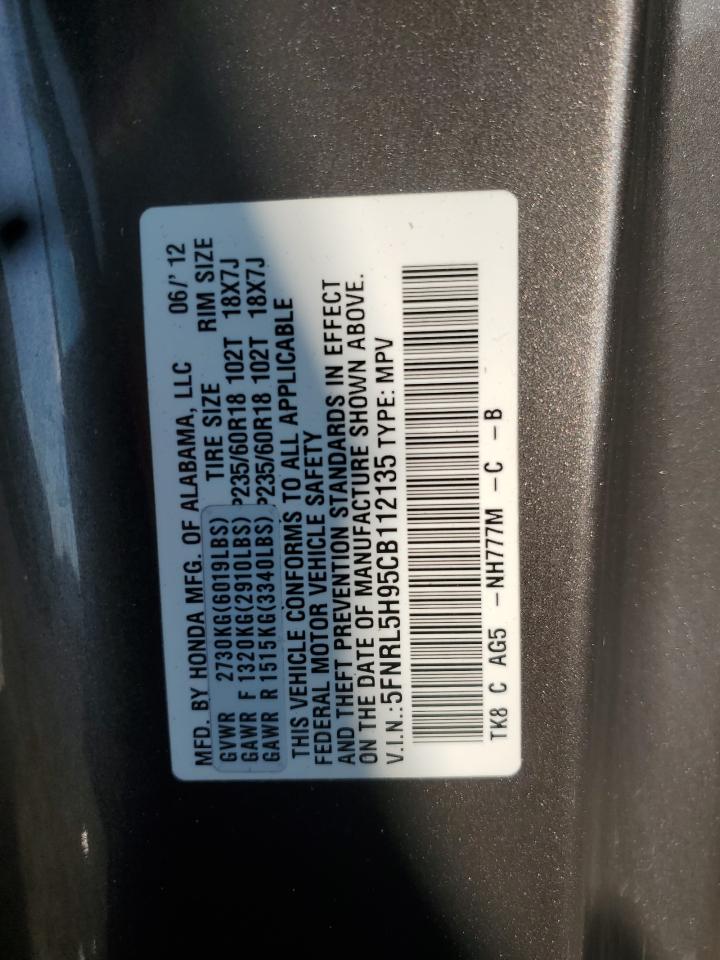 MFD. BY HONDA MFG. OF ALABAMA, LLC 06/' 12
GVWR 2730KG(6019LBS) TIRE SIZE RIM SIZE
GAWR F 1320KG(2910LBS) P235/60R18 102T 18X7J
GAWR R 1515KG(3340LBS) P235/60R18 102T 18X7J
THIS VEHICLE CONFORMS TO ALL APPLICABLE
FEDERAL MOTOR VEHICLE SAFETY
AND THEFT PREVENTION STANDARDS IN EFFECT
ON THE DATE OF MANUFACTURE SHOWN ABOVE.
V.I.N.:5FNRL5H95CB112135 TYPE: MPV
TK8 C AG5 -NH777M -C -B